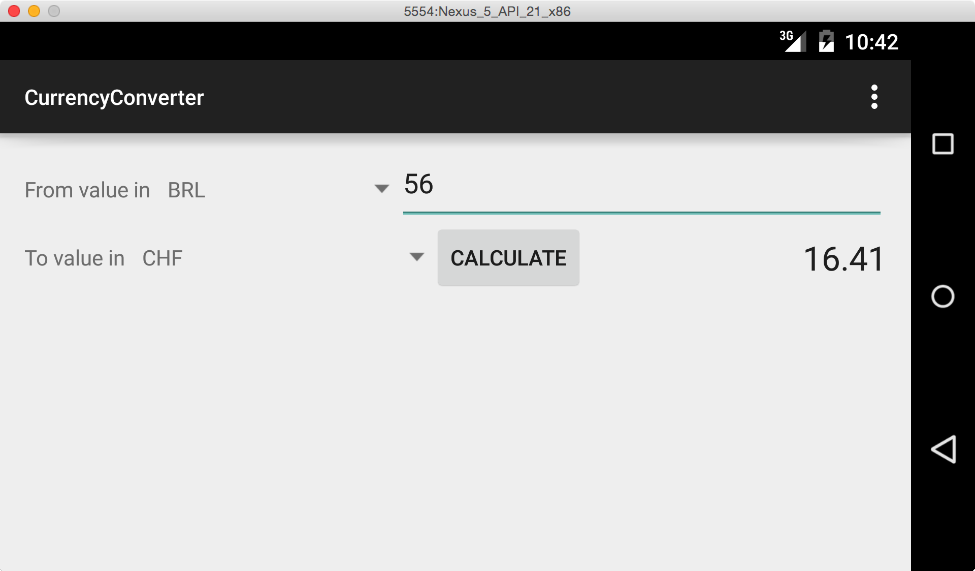 5554:Nexus_5_API_21_x86
3G 10:42
CurrencyConverter
From value in BRL 56
To value in CHF CALCULATE 16.41